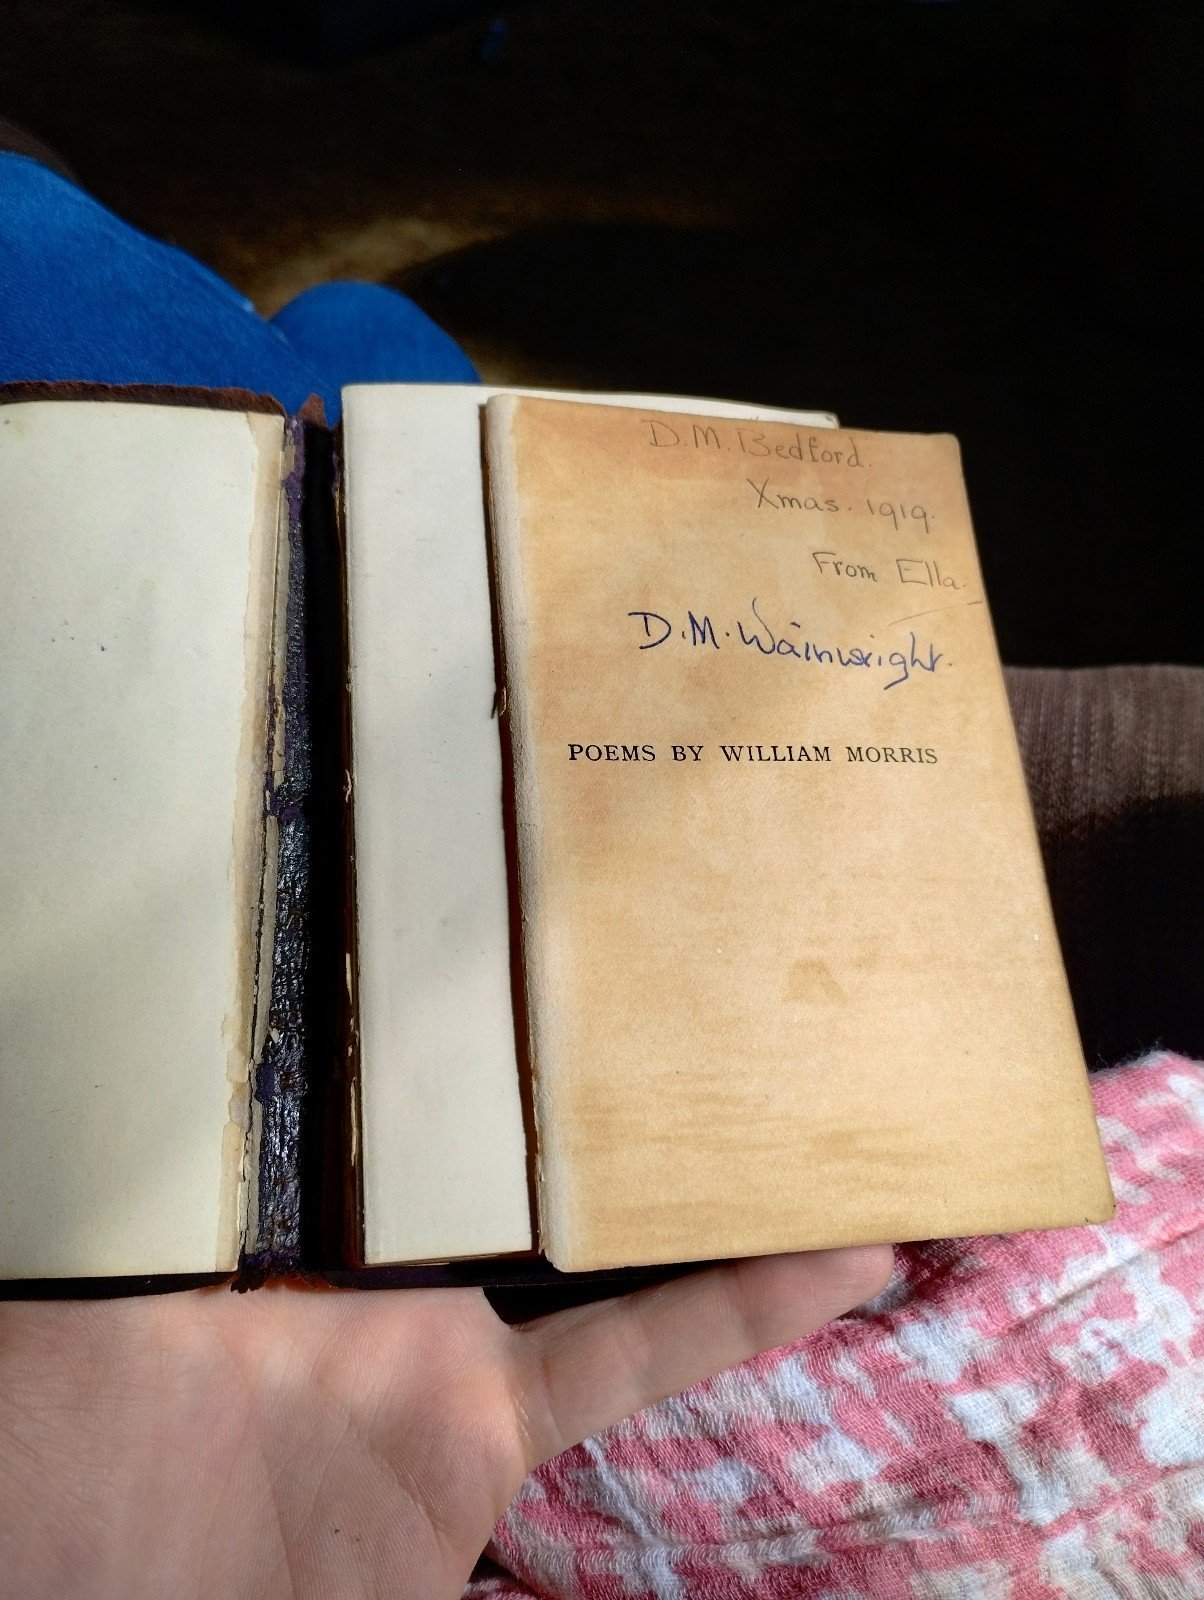 D.M. Bedford.
Xmas. 1919.
From Ella.
D.M. Wainwright.
POEMS BY WILLIAM MORRIS